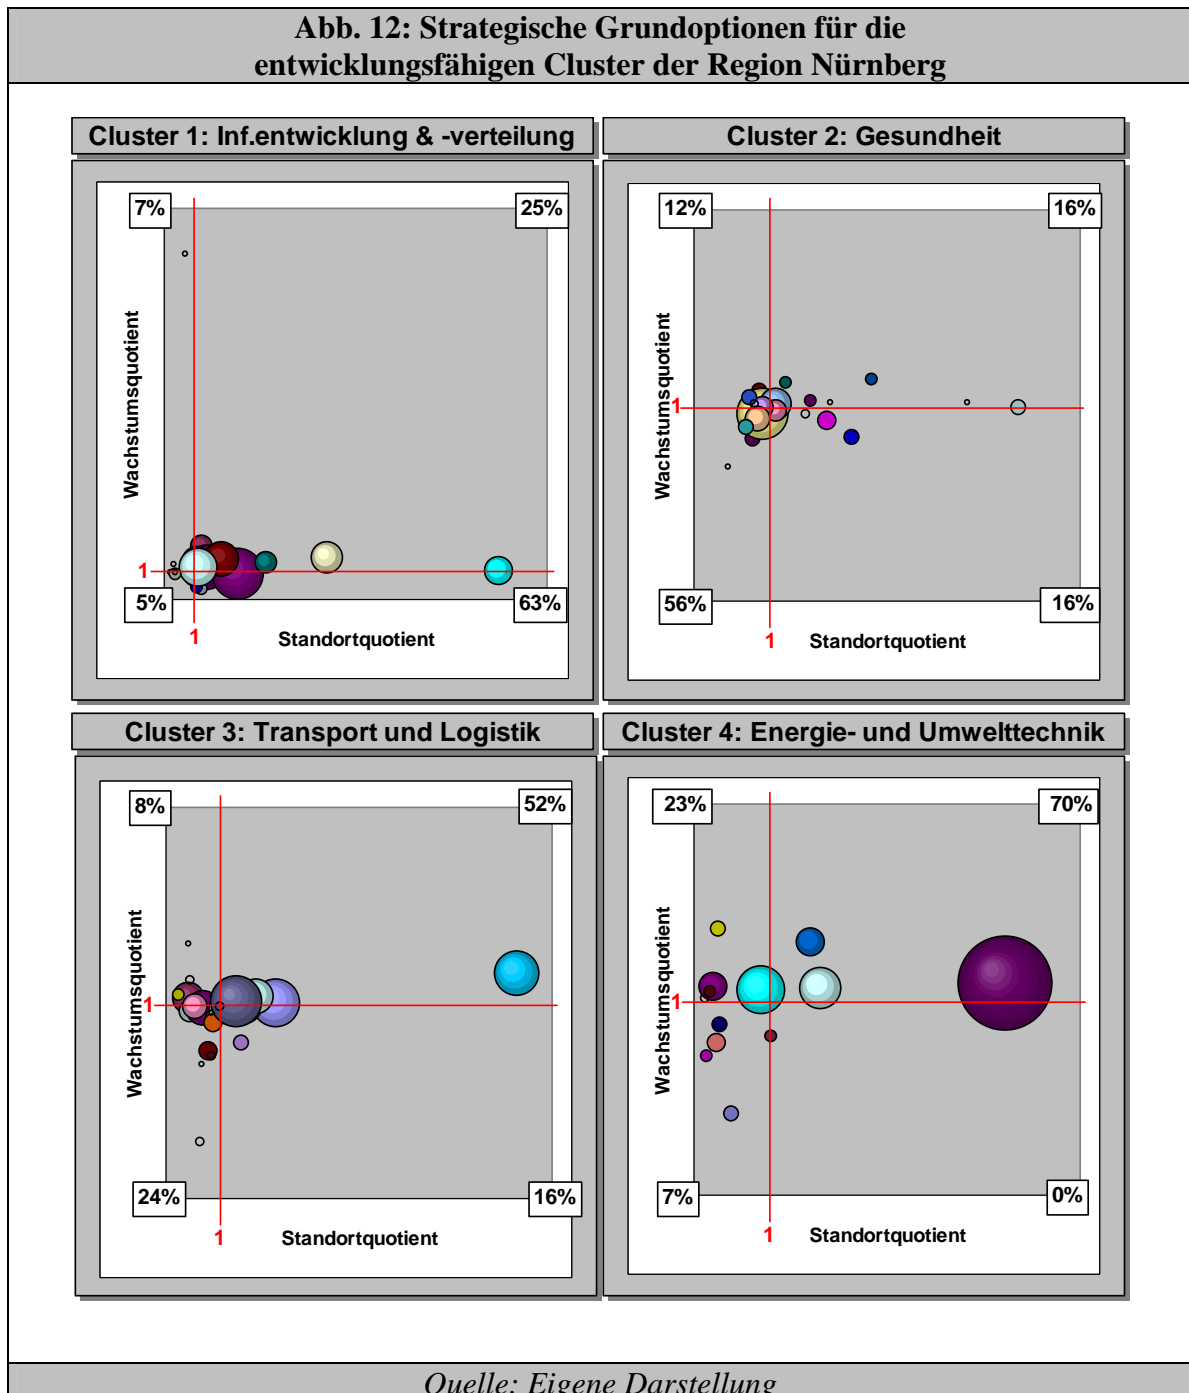 Abb. 12: Strategische Grundoptionen für die
entwicklungsfähigen Cluster der Region Nürnberg
Cluster 1: Inf.entwicklung & -verteilung
7%
25%
Wachstumsquotient
1
5%
63%
1
Standortquotient
Cluster 2: Gesundheit
12%
16%
Wachstumsquotient
1
56%
16%
1
Standortquotient
Cluster 3: Transport und Logistik
8%
52%
Wachstumsquotient
1
24%
16%
1
Standortquotient
Cluster 4: Energie- und Umwelttechnik
23%
70%
Wachstumsquotient
1
7%
0%
1
Standortquotient
Quelle: Eigene Darstellung